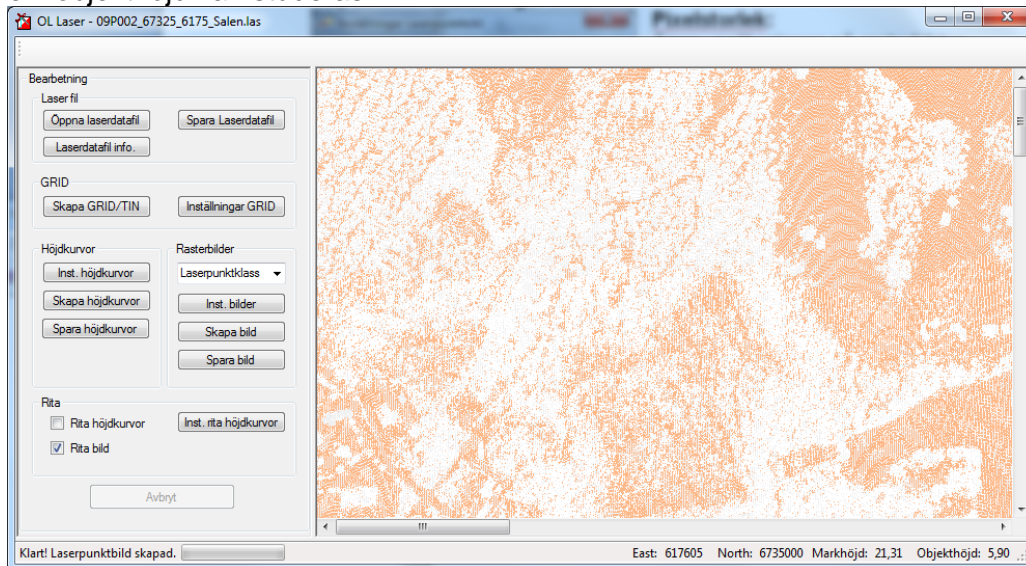 OL Laser - 09P002_67325_6175_Salen.las
Bearbetning
Laser fil
Öppna laserdatafil
Spara Laserdatafil
Laserdatafil info.
GRID
Skapa GRID/TIN
Inställningar GRID
Höjdkurvor
Inst. höjdkurvor
Skapa höjdkurvor
Spara höjdkurvor
Rasterbilder
Laserpunktklass
Inst. bilder
Skapa bild
Spara bild
Rita
Rita höjdkurvor
Inst. rita höjdkurvor
Rita bild
Avbryt
Klart! Laserpunktbild skapad.
East: 617605 North: 6735000 Markhöjd: 21,31 Objekthöjd: 5,90